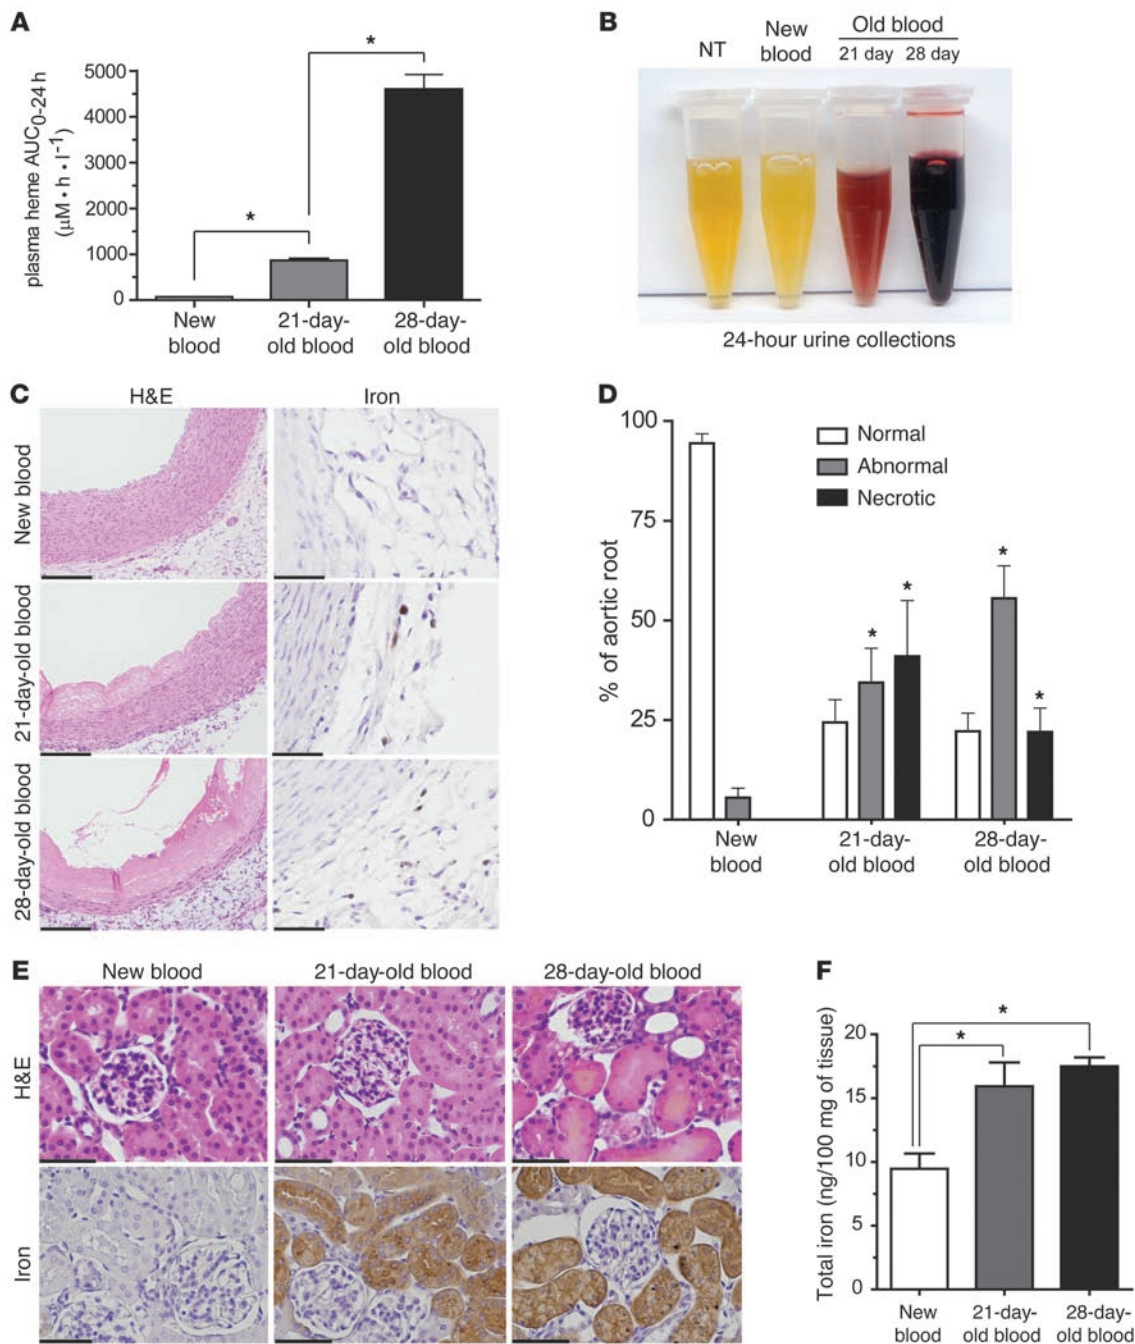 A
plasma heme AUC0-24 h
(µM • h • l-1)
5000
4000
3000
2000
1000
0
*
*
New
blood
21-day-
old blood
28-day-
old blood
B
NT
New
blood
Old blood
21 day
28 day
24-hour urine collections
C
H&E
Iron
New blood
21-day-old blood
28-day-old blood
D
% of aortic root
100
75
50
25
0
Normal
Abnormal
Necrotic
*
*
*
*
New
blood
21-day-
old blood
28-day-
old blood
E
New blood
21-day-old blood
28-day-old blood
H&E
Iron
F
Total iron (ng/100 mg of tissue)
20
15
10
5
0
*
*
New
blood
21-day-
old blood
28-day-
old blood